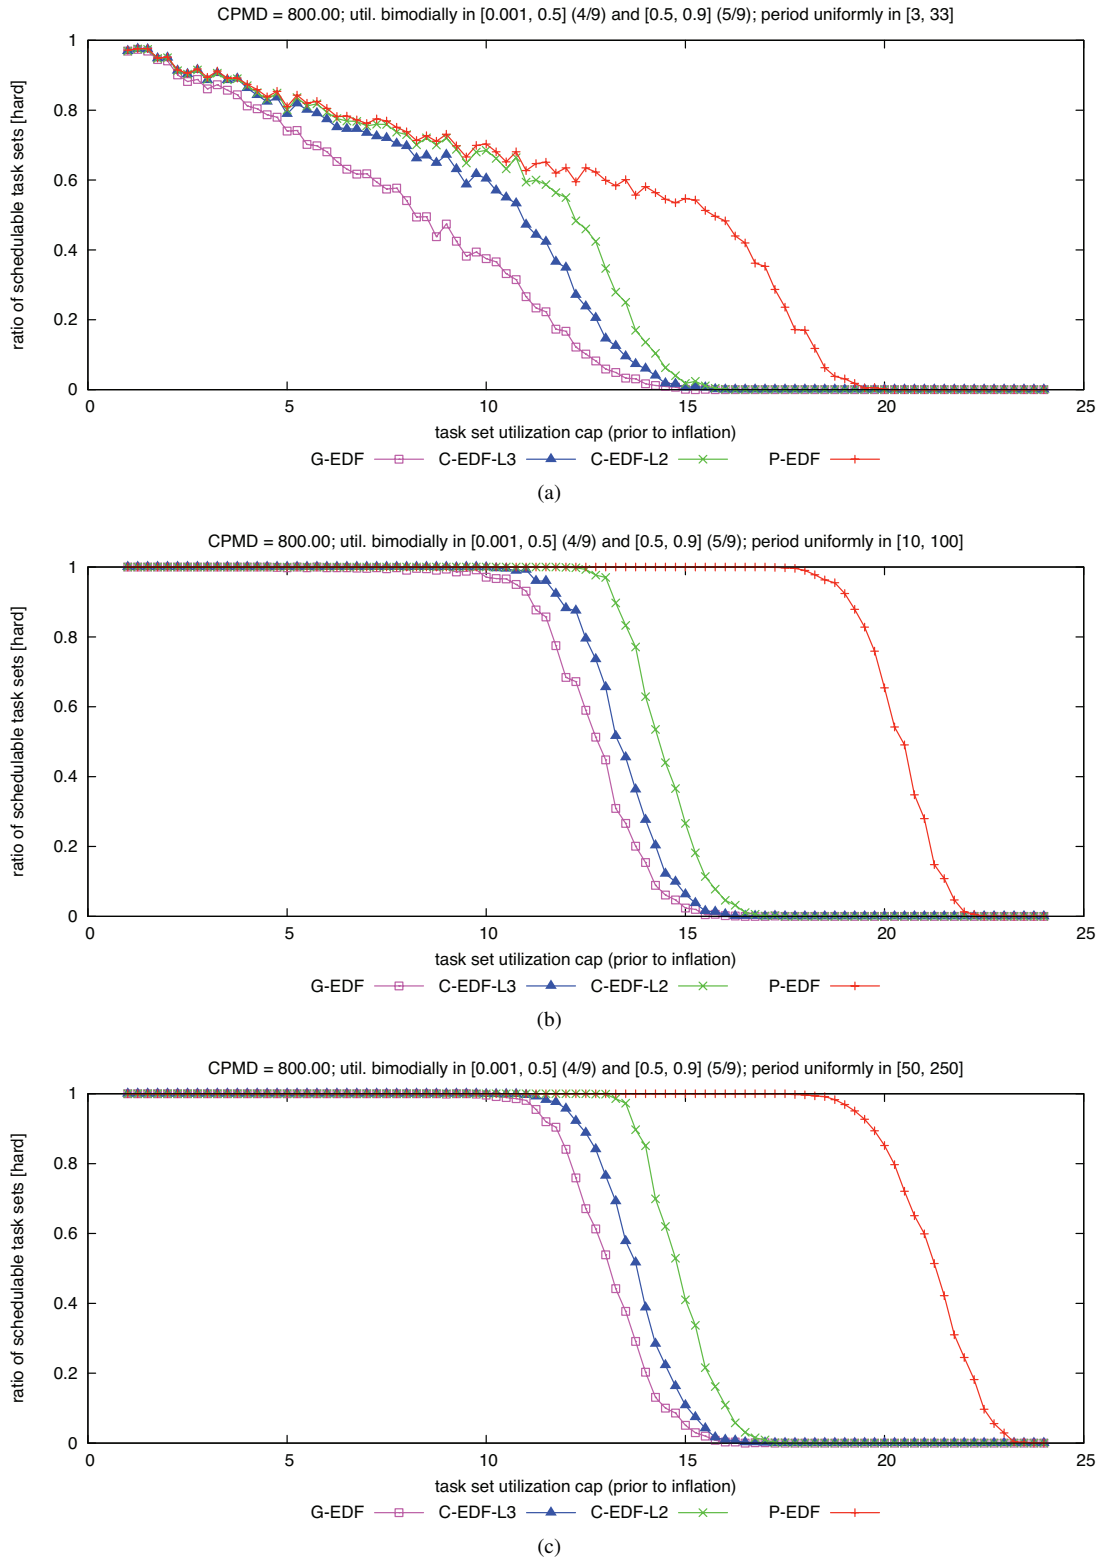 CPMD = 800.00; util. bimodially in [0.001, 0.5] (4/9) and [0.5, 0.9] (5/9); period uniformly in [3, 33]
1
0.8
0.6
0.4
0.2
0
ratio of schedulable task sets [hard]
0 5 10 15 20 25
task set utilization cap (prior to inflation)
G-EDF C-EDF-L3 C-EDF-L2 P-EDF
(a)
CPMD = 800.00; util. bimodially in [0.001, 0.5] (4/9) and [0.5, 0.9] (5/9); period uniformly in [10, 100]
1
0.8
0.6
0.4
0.2
0
ratio of schedulable task sets [hard]
0 5 10 15 20 25
task set utilization cap (prior to inflation)
G-EDF C-EDF-L3 C-EDF-L2 P-EDF
(b)
CPMD = 800.00; util. bimodially in [0.001, 0.5] (4/9) and [0.5, 0.9] (5/9); period uniformly in [50, 250]
1
0.8
0.6
0.4
0.2
0
ratio of schedulable task sets [hard]
0 5 10 15 20 25
task set utilization cap (prior to inflation)
G-EDF C-EDF-L3 C-EDF-L2 P-EDF
(c)